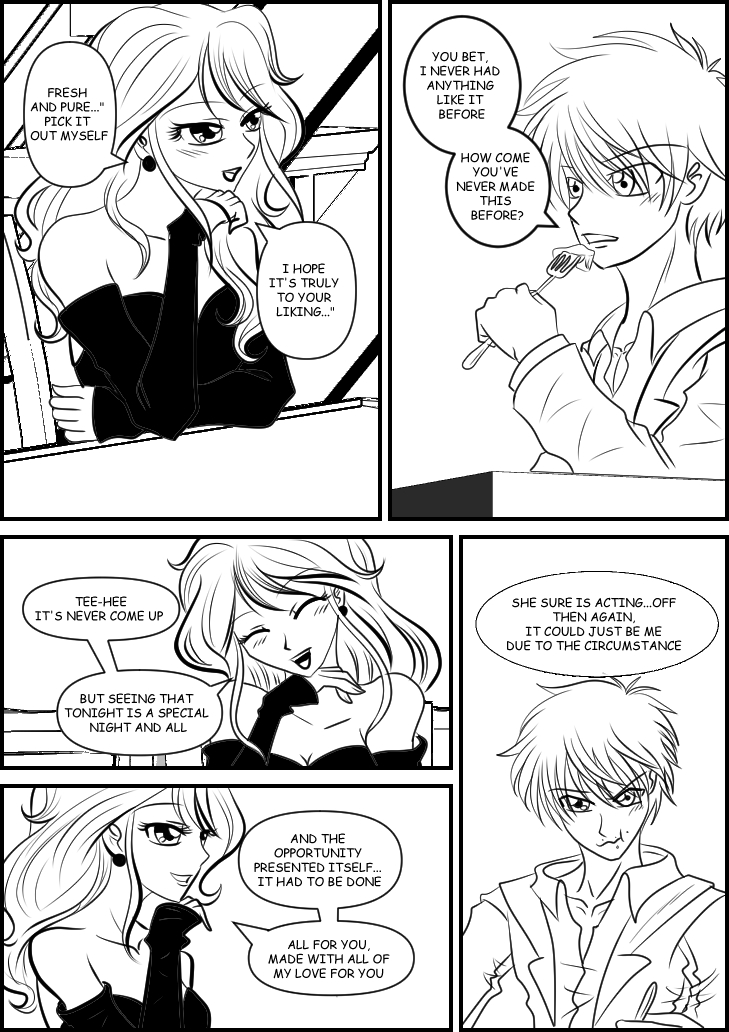 FRESH
AND PURE..."
PICK IT
OUT MYSELF
I HOPE
IT'S TRULY
TO YOUR
LIKING..."
YOU BET,
I NEVER HAD
ANYTHING
LIKE IT
BEFORE
HOW COME
YOU'VE
NEVER MADE
THIS
BEFORE?
TEE-HEE
IT'S NEVER COME UP
BUT SEEING THAT
TONIGHT IS A SPECIAL
NIGHT AND ALL
AND THE
OPPORTUNITY
PRESENTED ITSELF...
IT HAD TO BE DONE
ALL FOR YOU,
MADE WITH ALL OF
MY LOVE FOR YOU
SHE SURE IS ACTING...OFF
THEN AGAIN,
IT COULD JUST BE ME
DUE TO THE CIRCUMSTANCE